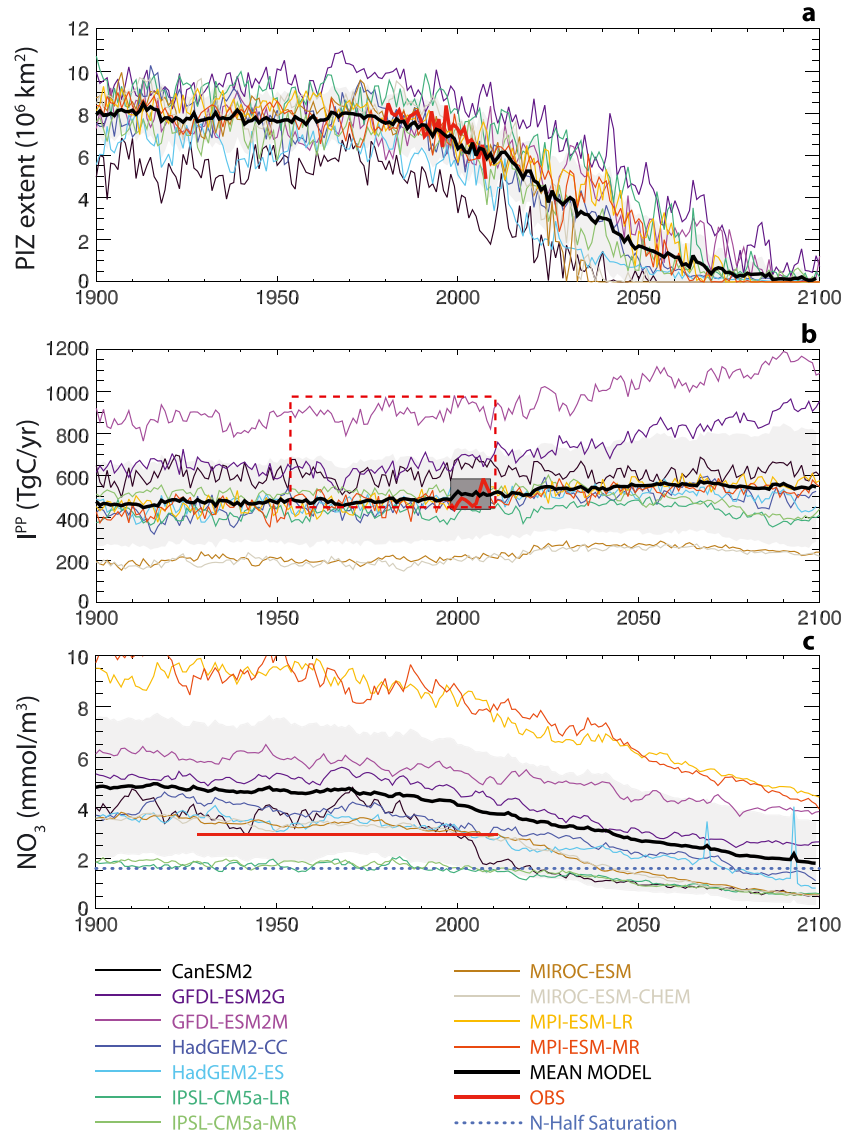 a
12
10
8
6
4
2
0
PIZ extent (10⁶ km²)
1900 1950 2000 2050 2100
b
1200
1000
800
600
400
200
0
I^PP (TgC/yr)
1900 1950 2000 2050 2100
c
10
8
6
4
2
0
NO₃ (mmol/m³)
1900 1950 2000 2050 2100
CanESM2
GFDL-ESM2G
GFDL-ESM2M
HadGEM2-CC
HadGEM2-ES
IPSL-CM5a-LR
IPSL-CM5a-MR
MIROC-ESM
MIROC-ESM-CHEM
MPI-ESM-LR
MPI-ESM-MR
MEAN MODEL
OBS
N-Half Saturation